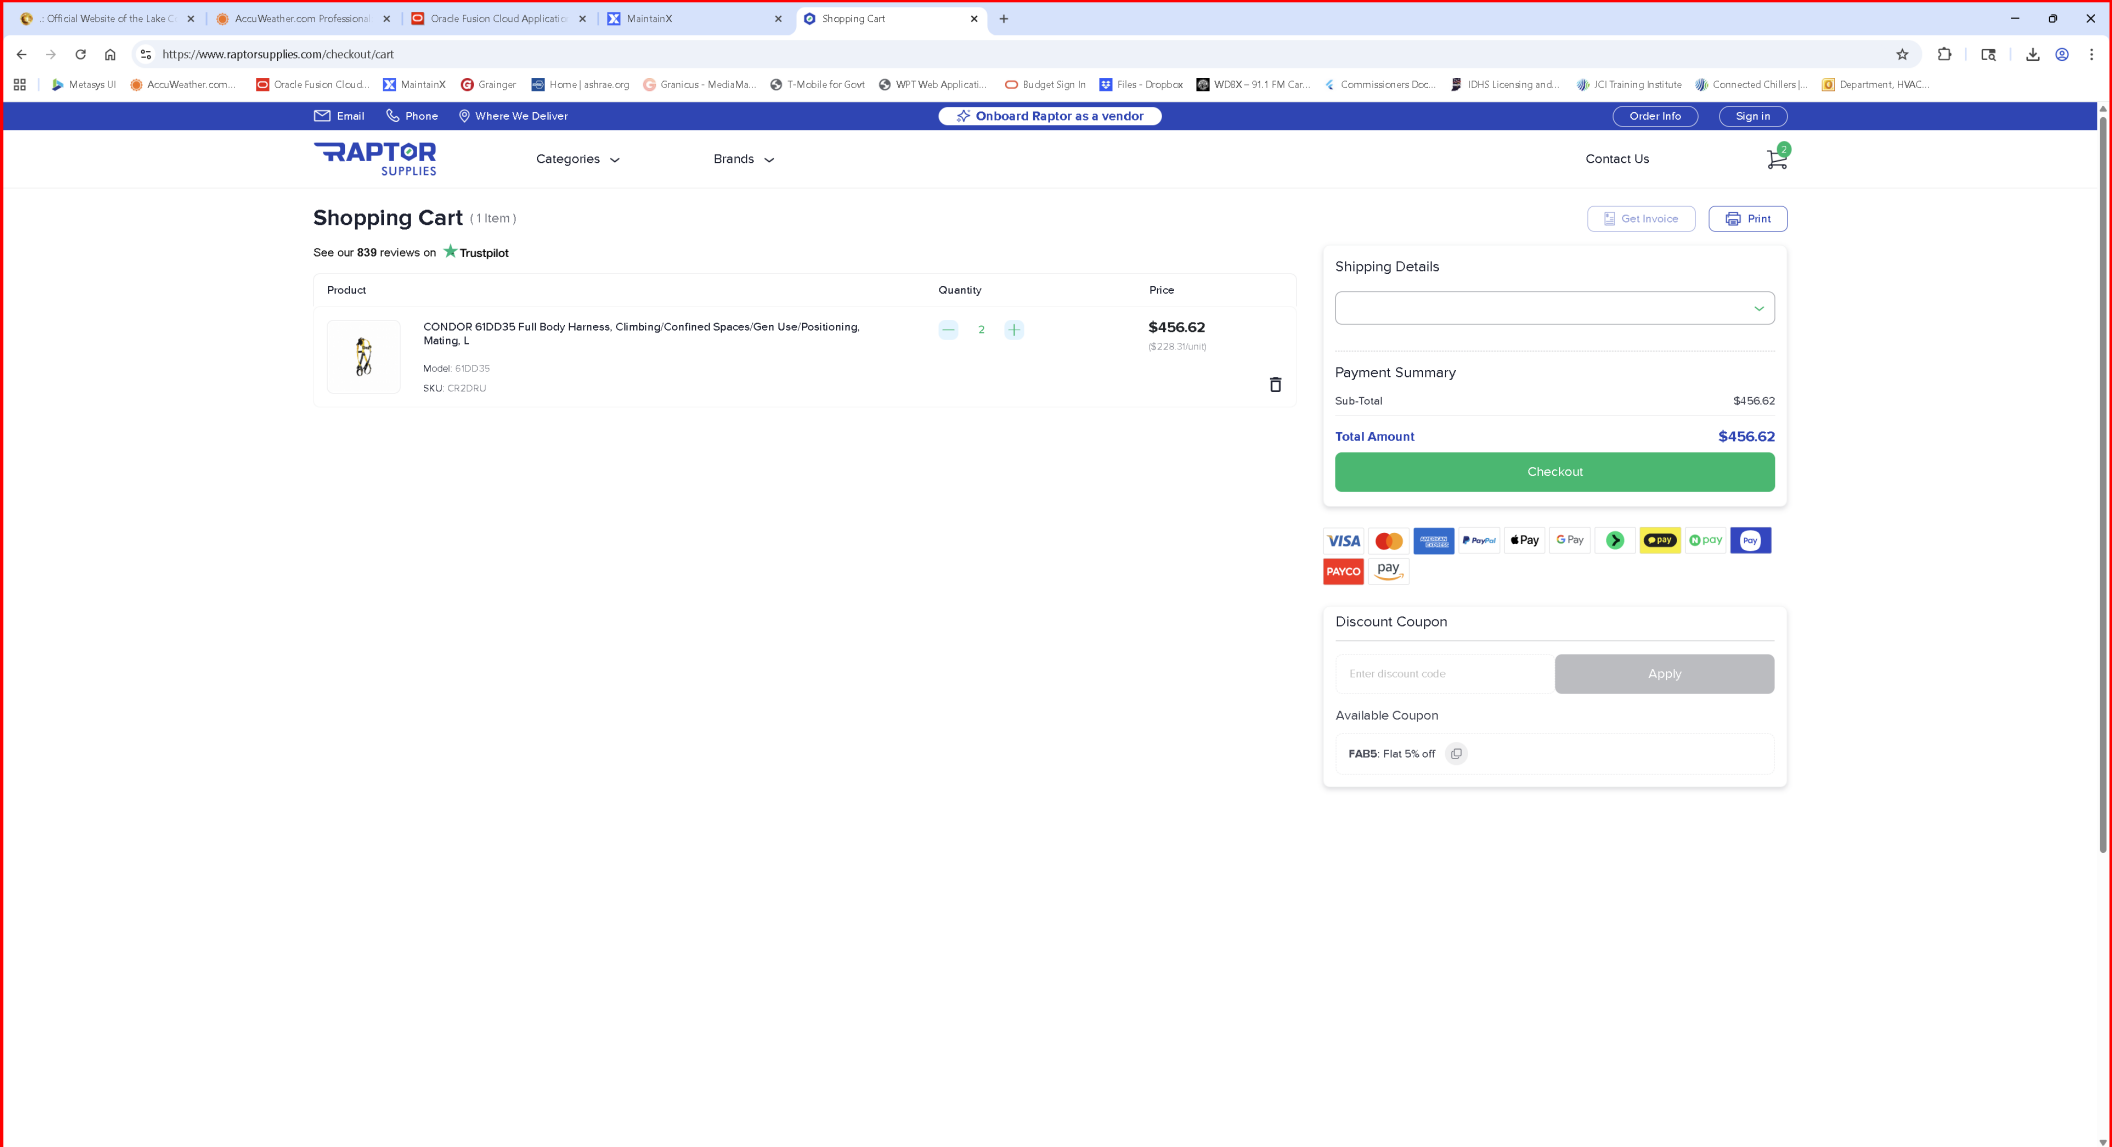 .: Official Website of the Lake C
AccuWeather.com Professional
Oracle Fusion Cloud Applicatio
MaintainX
Shopping Cart
https://www.raptorsupplies.com/checkout/cart
Metasys UI
AccuWeather.com...
Oracle Fusion Cloud...
MaintainX
Grainger
Home | ashrae.org
Granicus - MediaMa...
T-Mobile for Govt
WPT Web Applicati...
Budget Sign In
Files - Dropbox
WDBX – 91.1 FM Car...
Commissioners Doc...
IDHS Licensing and...
JCI Training Institute
Connected Chillers |...
Department, HVAC...
Email
Phone
Where We Deliver
Onboard Raptor as a vendor
Order Info
Sign in
RAPTOR
SUPPLIES
Categories
Brands
Contact Us
2
Shopping Cart ( 1 Item )
Get Invoice
Print
See our 839 reviews on Trustpilot
Product
Quantity
Price
CONDOR 61DD35 Full Body Harness, Climbing/Confined Spaces/Gen Use/Positioning,
Mating, L
Model: 61DD35
SKU: CR2DRU
2
$456.62
($228.31/unit)
Shipping Details
Payment Summary
Sub-Total
$456.62
Total Amount
$456.62
Checkout
VISA
AMERICAN EXPRESS
PayPal
Pay
G Pay
pay
N pay
Pay
PAYCO
pay
Discount Coupon
Enter discount code
Apply
Available Coupon
FAB5: Flat 5% off